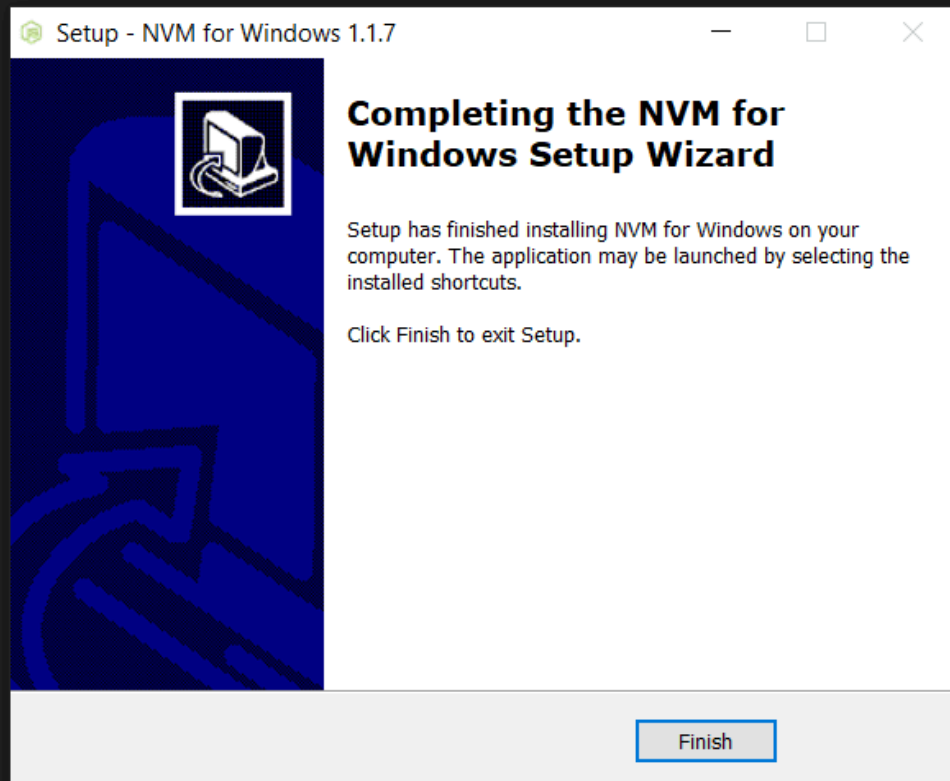 Setup - NVM for Windows 1.1.7
Completing the NVM for
Windows Setup Wizard
Setup has finished installing NVM for Windows on your
computer. The application may be launched by selecting the
installed shortcuts.
Click Finish to exit Setup.
Finish